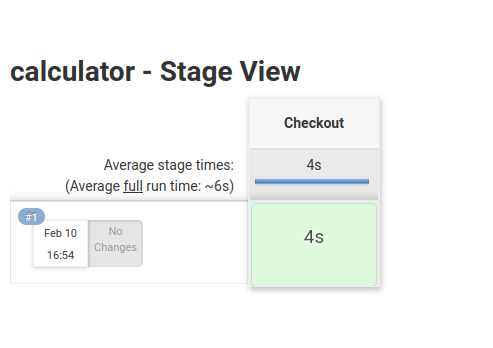 calculator - Stage View
Checkout
Average stage times:
4s
(Average full run time: ~6s)
#1
Feb 10
16:54
No
Changes
4s